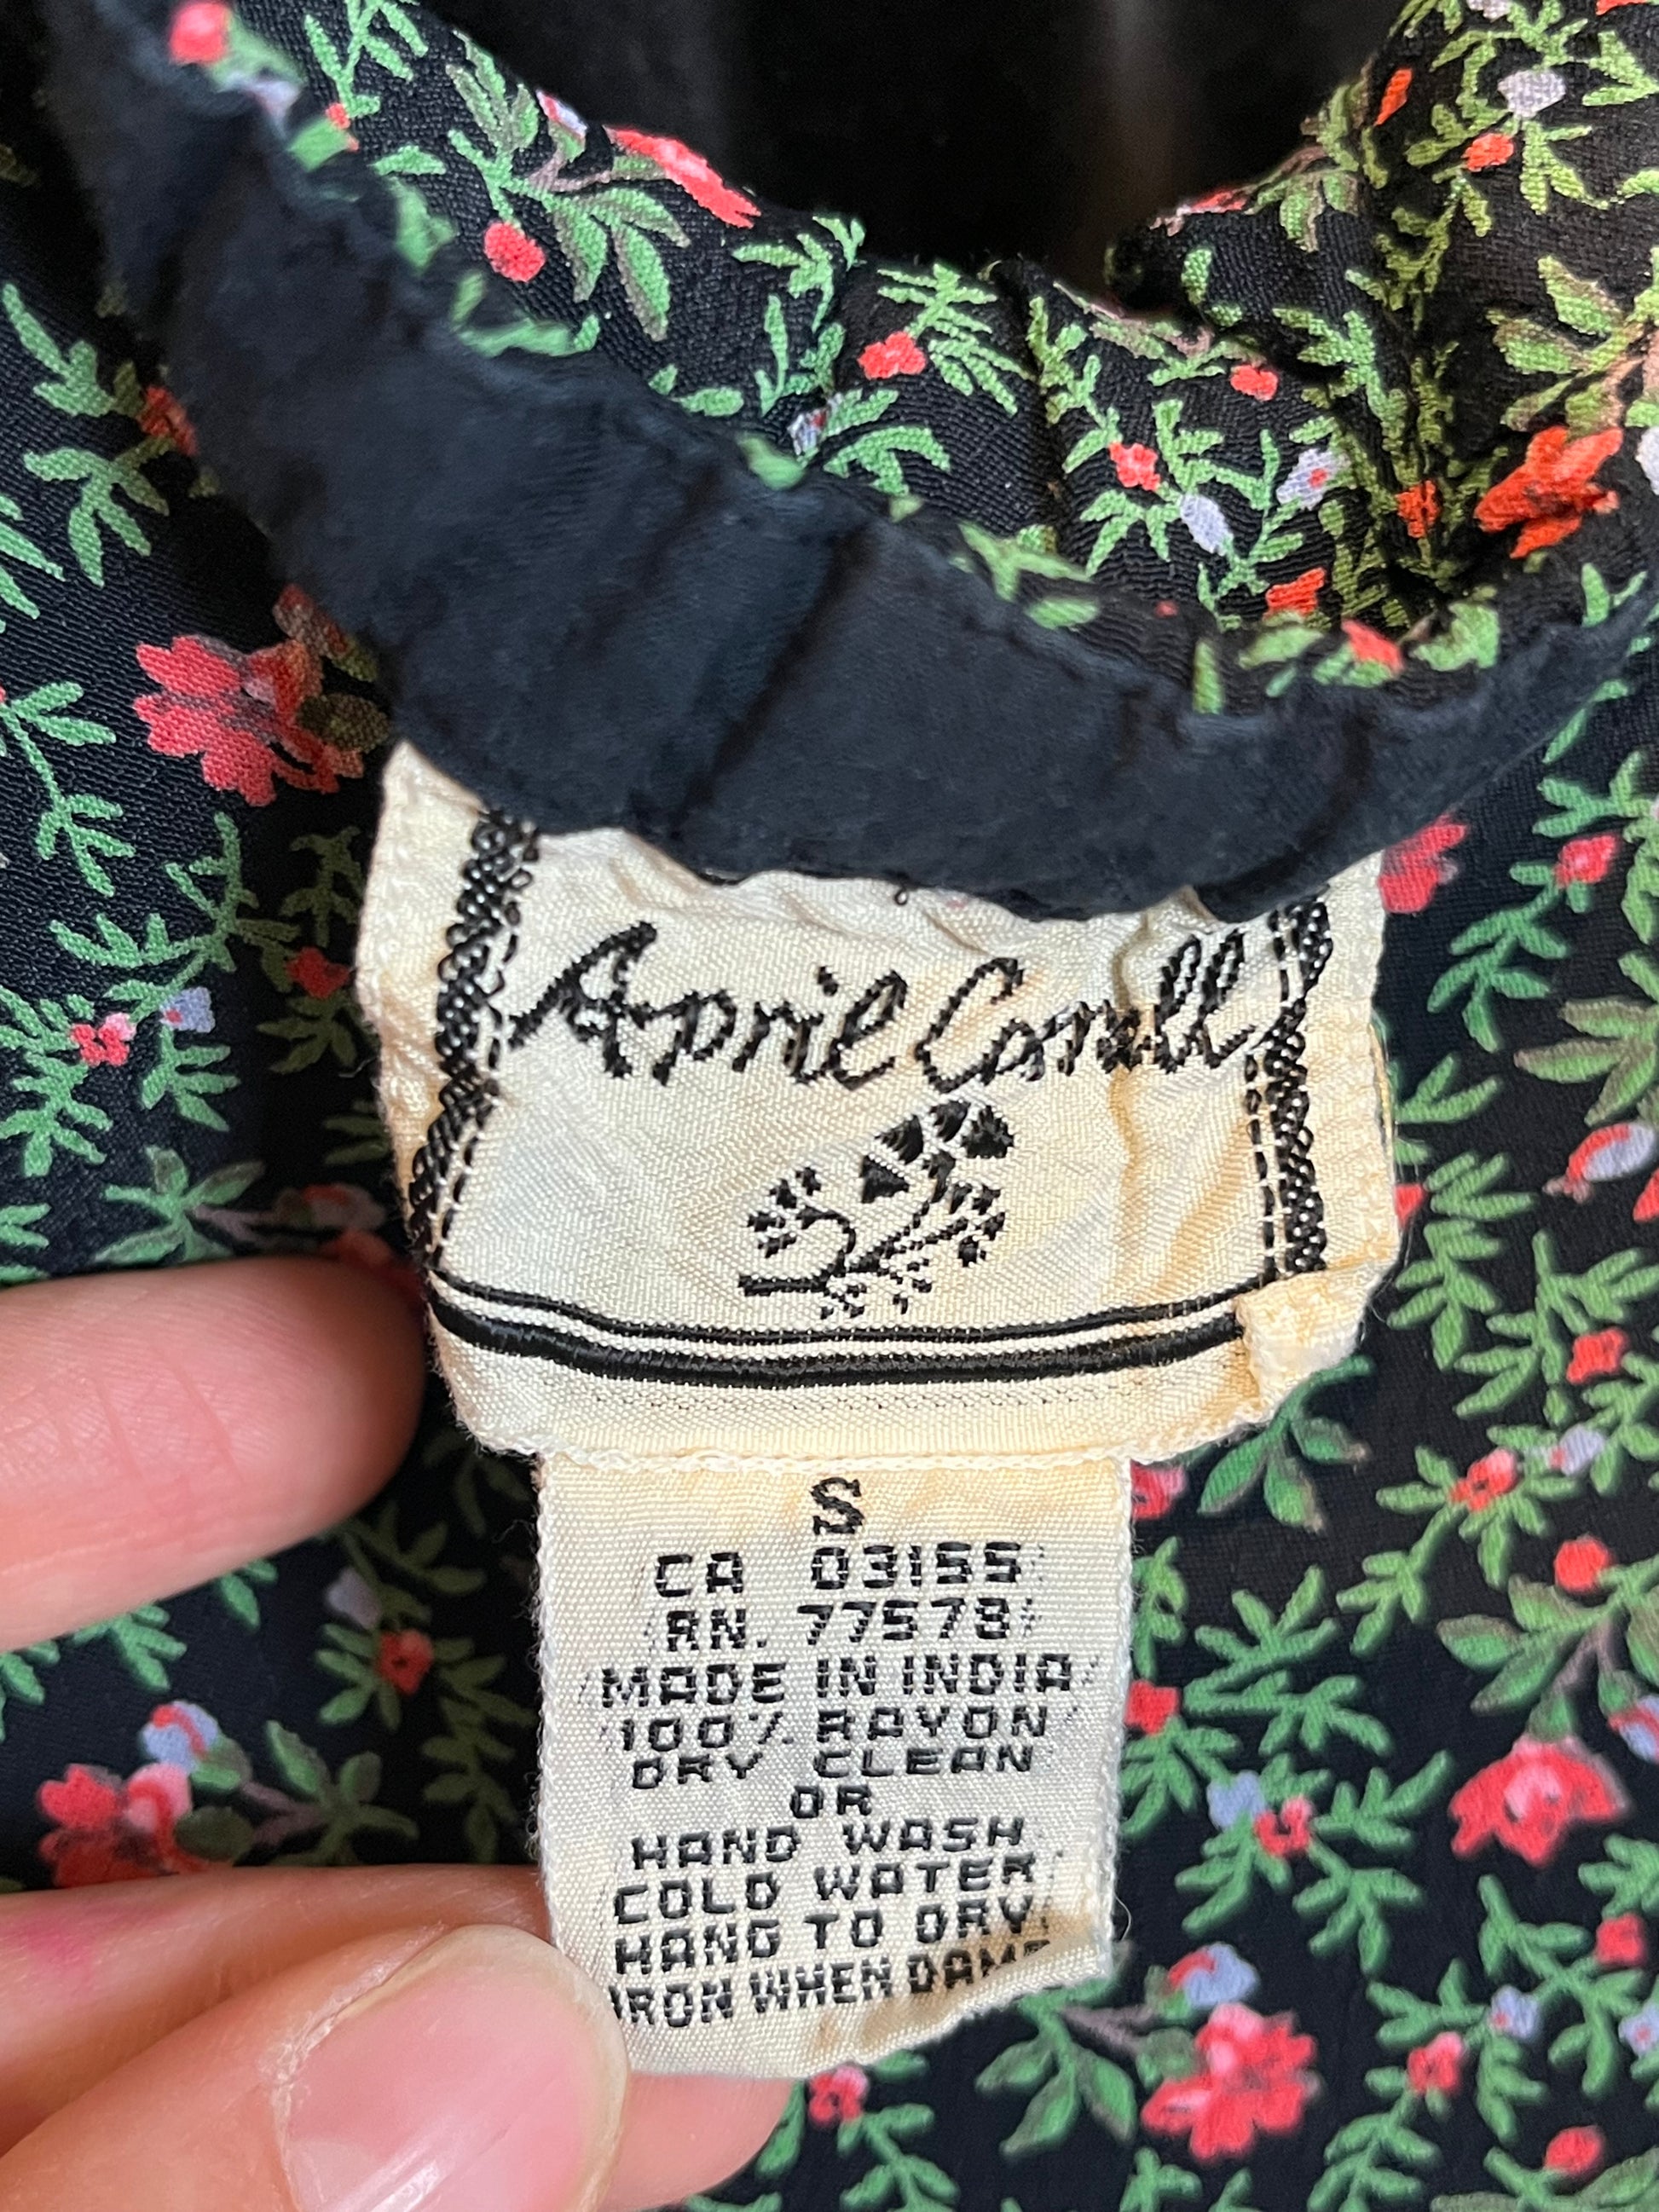 April Cornell
S
CA 03155
RN. 77578
MADE IN INDIA
100% RAYON
DRY CLEAN
OR
HAND WASH
COLD WATER
HANG TO DRY
IRON WHEN DAMP